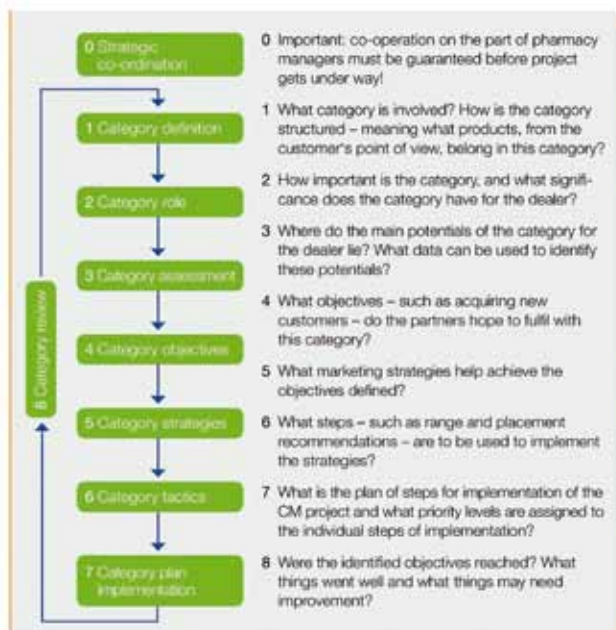 0 Strategic
co-ordination
1 Category definition
2 Category role
3 Category assessment
4 Category objectives
5 Category strategies
6 Category tactics
7 Category plan
implementation
8 Category review
0 Important: co-operation on the part of pharmacy
managers must be guaranteed before project
gets under way!
1 What category is involved? How is the category
structured – meaning what products, from the
customer's point of view, belong in this category?
2 How important is the category, and what signifi-
cance does the category have for the dealer?
3 Where do the main potentials of the category for
the dealer lie? What data can be used to identify
these potentials?
4 What objectives – such as acquiring new
customers – do the partners hope to fulfil with
this category?
5 What marketing strategies help achieve the
objectives defined?
6 What steps – such as range and placement
recommendations – are to be used to implement
the strategies?
7 What is the plan of steps for implementation of the
CM project and what priority levels are assigned to
the individual steps of implementation?
8 Were the identified objectives reached? What
things went well and what things may need
improvement?